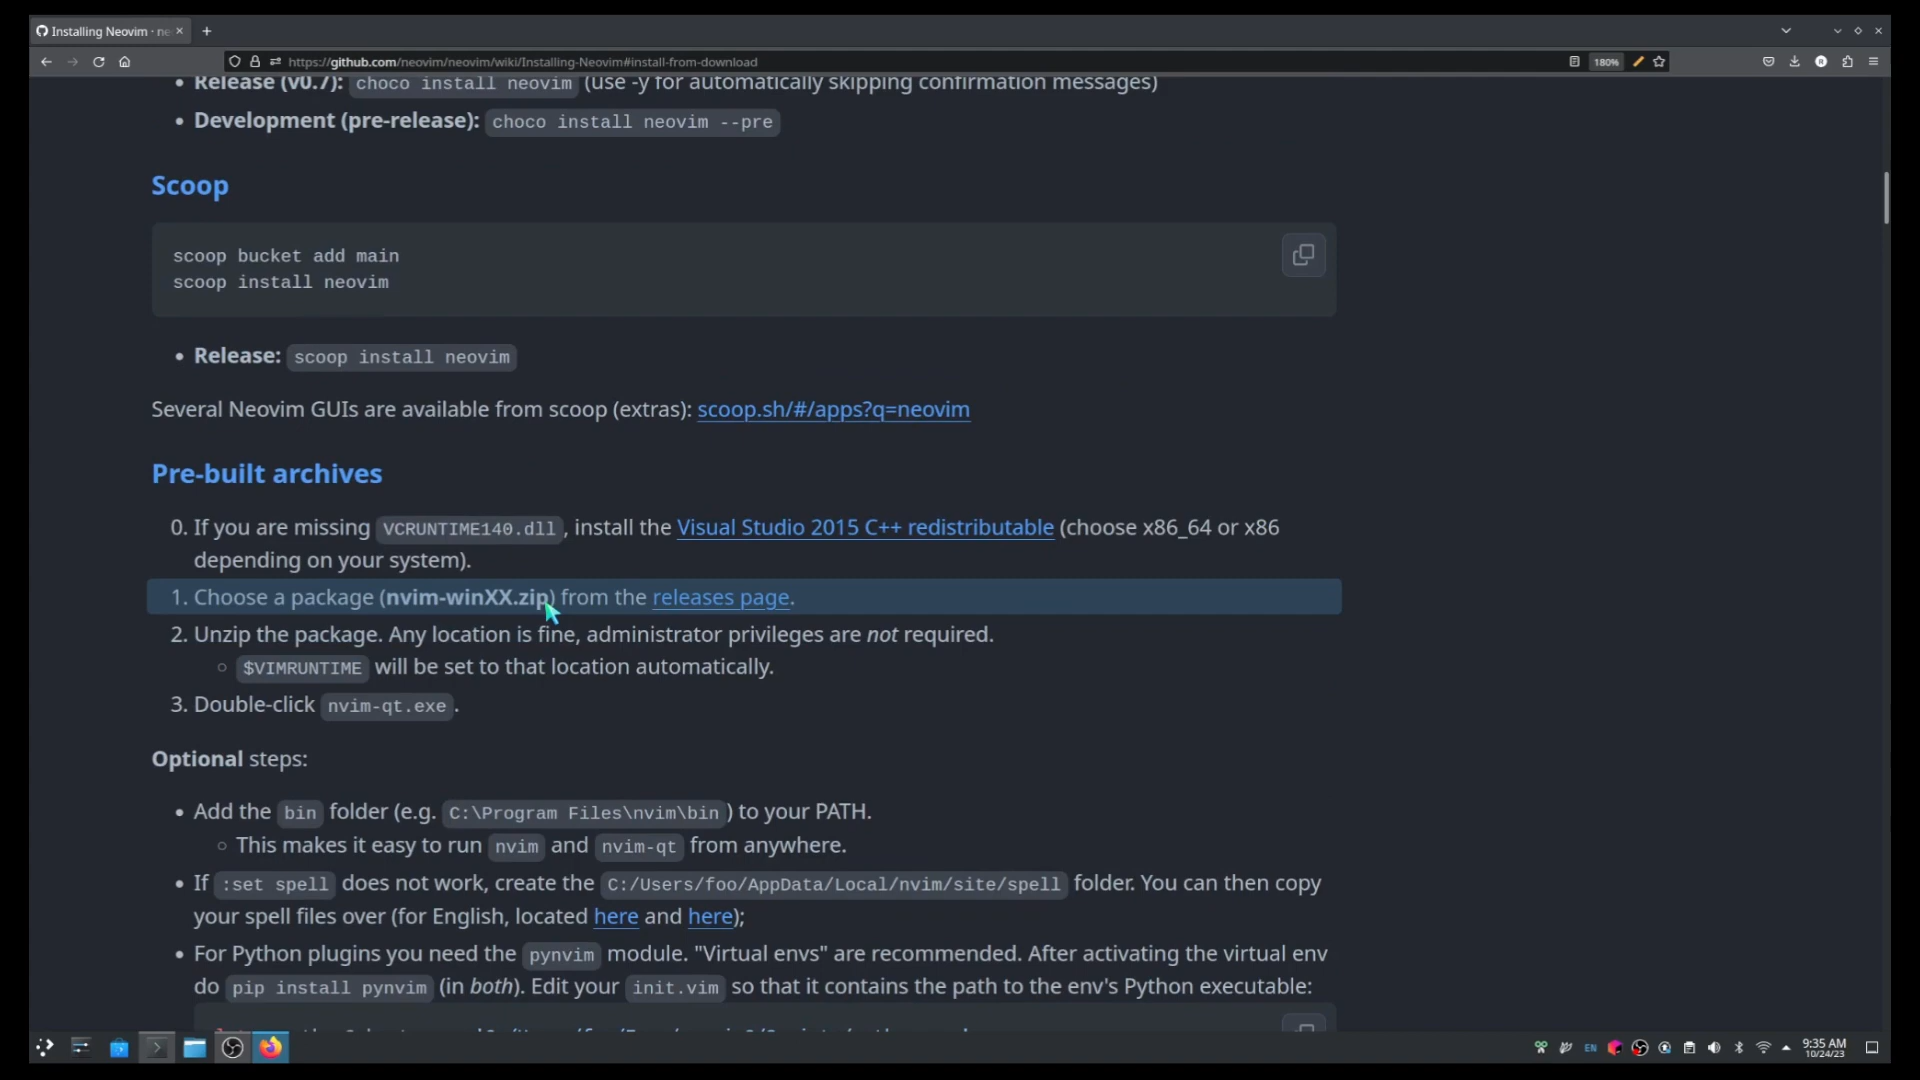 Installing Neovim · ne
https://github.com/neovim/neovim/wiki/Installing-Neovim#install-from-download
180%
Release (v0.7): choco install neovim (use -y for automatically skipping confirmation messages)
Development (pre-release): choco install neovim --pre
Scoop
scoop bucket add main
scoop install neovim
Release: scoop install neovim
Several Neovim GUIs are available from scoop (extras): scoop.sh/#/apps?q=neovim
Pre-built archives
0. If you are missing VCRUNTIME140.dll, install the Visual Studio 2015 C++ redistributable (choose x86_64 or x86
depending on your system).
1. Choose a package (nvim-winXX.zip) from the releases page.
2. Unzip the package. Any location is fine, administrator privileges are not required.
$VIMRUNTIME will be set to that location automatically.
3. Double-click nvim-qt.exe.
Optional steps:
Add the bin folder (e.g. C:\Program Files\nvim\bin) to your PATH.
This makes it easy to run nvim and nvim-qt from anywhere.
If :set spell does not work, create the C:/Users/foo/AppData/Local/nvim/site/spell folder. You can then copy
your spell files over (for English, located here and here);
For Python plugins you need the pynvim module. "Virtual envs" are recommended. After activating the virtual env
do pip install pynvim (in both). Edit your init.vim so that it contains the path to the env's Python executable:
EN
9:35 AM
10/24/23